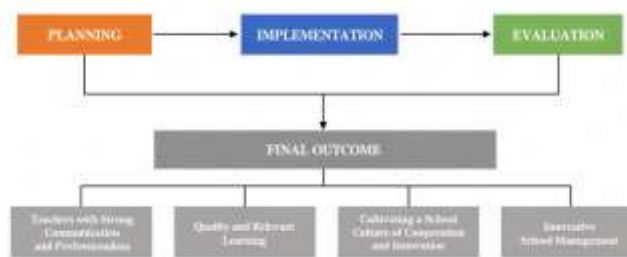 PLANNING
IMPLEMENTATION
EVALUATION
FINAL OUTCOME
Teachers with Strong
Communication
and Professionalism
Quality and Relevant
Learning
Cultivating a School
Culture of Cooperation
and Innovation
Innovative
School Management